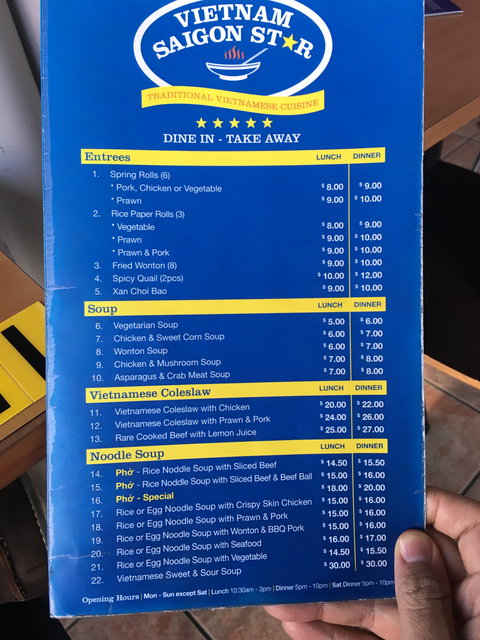 VIETNAM
SAIGON STAR
TRADITIONAL VIETNAMESE CUISINE
DINE IN - TAKE AWAY
Entrees LUNCH DINNER
1. Spring Rolls (6)
* Pork, Chicken or Vegetable $8.00 $9.00
* Prawn $9.00 $10.00
2. Rice Paper Rolls (3)
* Vegetable $8.00 $9.00
* Prawn $9.00 $10.00
* Prawn & Pork $9.00 $10.00
3. Fried Wonton (8) $9.00 $10.00
4. Spicy Quail (2pcs) $10.00 $12.00
5. Xan Choi Bao $9.00 $10.00
Soup LUNCH DINNER
6. Vegetarian Soup $5.00 $6.00
7. Chicken & Sweet Corn Soup $6.00 $7.00
8. Wonton Soup $6.00 $7.00
9. Chicken & Mushroom Soup $7.00 $8.00
10. Asparagus & Crab Meat Soup $7.00 $8.00
Vietnamese Coleslaw LUNCH DINNER
11. Vietnamese Coleslaw with Chicken $20.00 $22.00
12. Vietnamese Coleslaw with Prawn & Pork $24.00 $26.00
13. Rare Cooked Beef with Lemon Juice $25.00 $27.00
Noodle Soup LUNCH DINNER
14. Phở - Rice Noddle Soup with Sliced Beef $14.50 $15.50
15. Phở - Rice Noddle Soup with Sliced Beef & Beef Ball $15.00 $16.00
16. Phở - Special $18.00 $20.00
17. Rice or Egg Noodle Soup with Crispy Skin Chicken $15.00 $16.00
18. Rice or Egg Noodle Soup with Prawn & Pork $15.00 $16.00
19. Rice or Egg Noodle Soup with Wonton & BBQ Pork $15.00 $16.00
20. Rice or Egg Noodle Soup with Seafood $16.00 $17.00
21. Rice or Egg Noodle Soup with Vegetable $14.50 $15.50
22. Vietnamese Sweet & Sour Soup $30.00 $30.00
Opening Hours | Mon - Sun except Sat | Lunch 10:30am - 3pm | Dinner 5pm - 10pm | Sat Dinner 5pm - 10pm